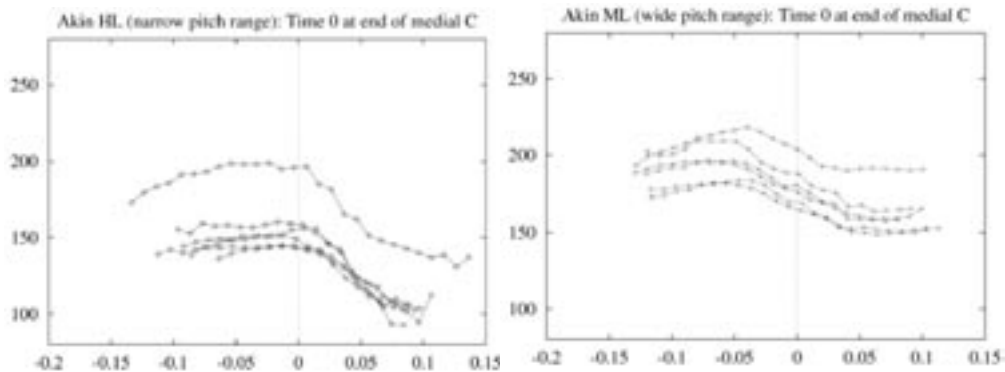 Akin HL (narrow pitch range): Time 0 at end of medial C
250
200
150
100
-0.2 -0.15 -0.1 -0.05 0 0.05 0.1 0.15
Akin ML (wide pitch range): Time 0 at end of medial C
250
200
150
100
-0.2 -0.15 -0.1 -0.05 0 0.05 0.1 0.15